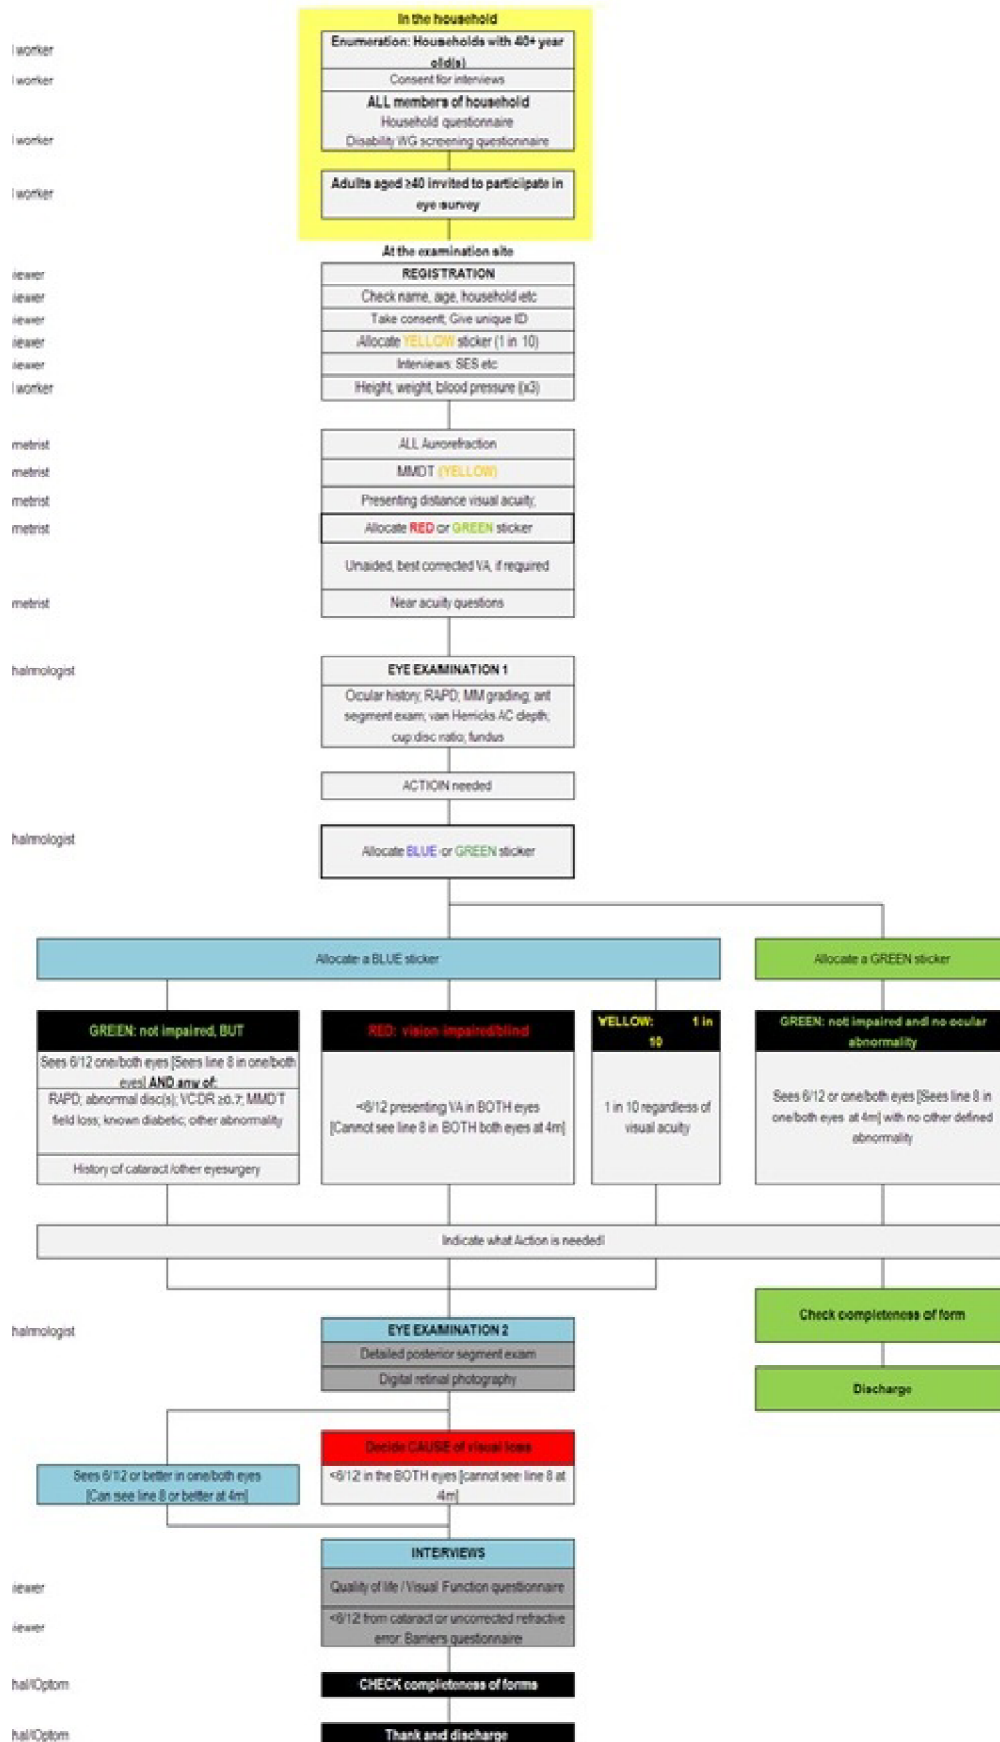 In the household
l worker
Enumeration: Households with 40+ year
old(s)
l worker
Consent for interviews
ALL members of household
Household questionnaire
l worker
Disability WG screening questionnaire
l worker
Adults aged ≥40 invited to participate in
eye survey
At the examination site
iewer
REGISTRATION
iewer
Check name, age, household etc
iewer
Take consent; Give unique ID
iewer
Allocate YELLOW sticker (1 in 10)
iewer
Interviews: SES etc
l worker
Height, weight, blood pressure (x3)
metrist
ALL Aurorefraction
metrist
MMDT (YELLOW)
metrist
Presenting distance visual acuity;
metrist
Allocate RED or GREEN sticker
Unaided, best corrected VA, if required
metrist
Near acuity questions
halmologist
EYE EXAMINATION 1
Ocular history; RAPD; MM grading; ant
segment exam; van Herricks AC depth;
cup:disc ratio; fundus
ACTION needed
halmologist
Allocate BLUE or GREEN sticker
Allocate a BLUE sticker
Allocate a GREEN sticker
GREEN: not impaired, BUT
Sees 6/12 one/both eyes [Sees line 8 in one/both
eyes] AND any of:
RAPD; abnormal disc(s); VCDR ≥0.7; MMDT
field loss; known diabetic; other abnormality
History of cataract /other eyesurgery
RED: vision impaired/blind
<6/12 presenting VA in BOTH eyes
[Cannot see line 8 in BOTH both eyes at 4m]
YELLOW: 1 in
10
1 in 10 regardless of
visual acuity
GREEN: not impaired and no ocular
abnormality
Sees 6/12 or one/both eyes [Sees line 8 in
one/both eyes at 4m] with no other defined
abnormality
Indicate what Action is needed!
Check completeness of form
Discharge
halmologist
EYE EXAMINATION 2
Detailed posterior segment exam
Digital retinal photography
Decide CAUSE of visual loss
<6/12 in the BOTH eyes [cannot see line 8 at
4m]
Sees 6/12 or better in one/both eyes
[Can see line 8 or better at 4m]
INTERVIEWS
iewer
Quality of life / Visual Function questionnaire
iewer
<6/12 from cataract or uncorrected refractive
error: Barriers questionnaire
hal/Optom
CHECK completeness of forms
hal/Optom
Thank and discharge